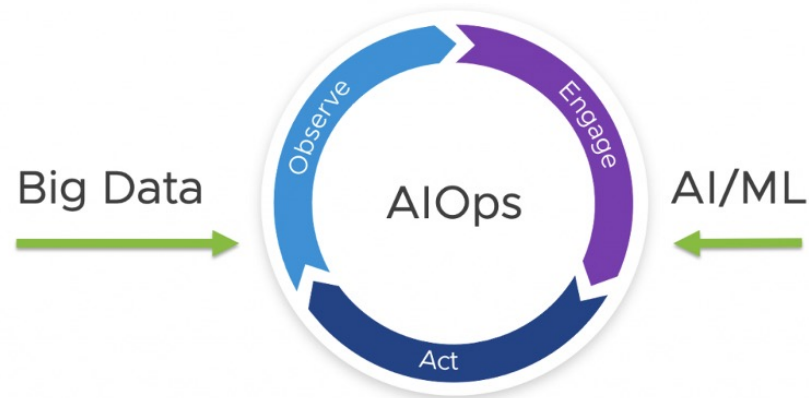 Observe
Engage
Big Data
AIOps
AI/ML
Act